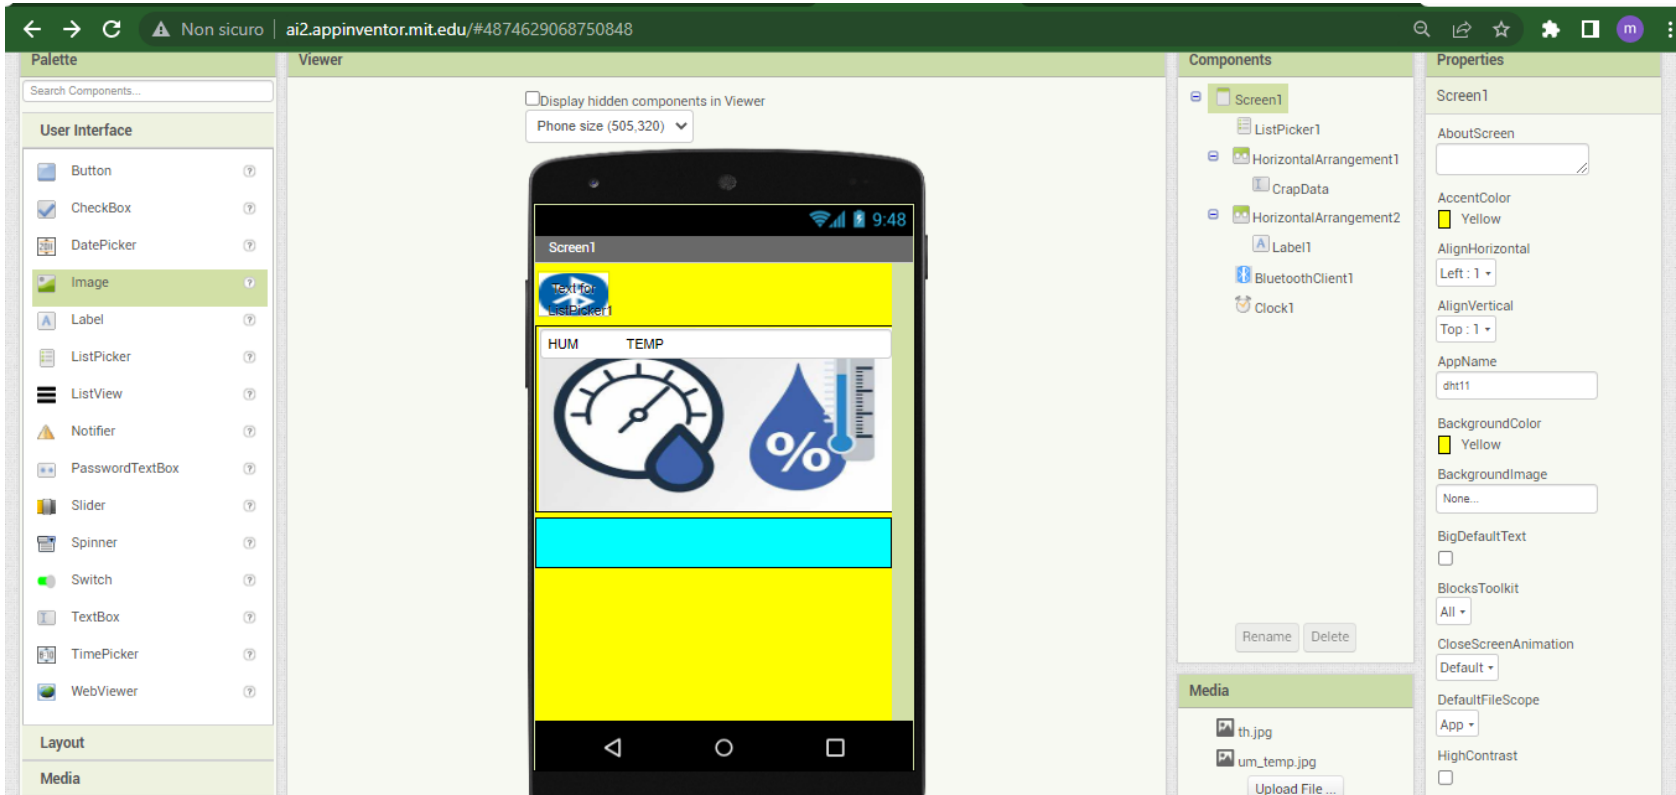 Non sicuro
ai2.appinventor.mit.edu/#4874629068750848
m
Palette
Search Components...
User Interface
Button
CheckBox
DatePicker
Image
Label
ListPicker
ListView
Notifier
PasswordTextBox
Slider
Spinner
Switch
TextBox
TimePicker
WebViewer
Layout
Media
Viewer
Display hidden components in Viewer
Phone size (505,320)
9:48
Screen1
Text for
ListPicker1
HUM TEMP
%
Components
Screen1
ListPicker1
HorizontalArrangement1
CrapData
HorizontalArrangement2
Label1
BluetoothClient1
Clock1
Rename Delete
Media
th.jpg
um_temp.jpg
Upload File ...
Properties
Screen1
AboutScreen
AccentColor
Yellow
AlignHorizontal
Left : 1
AlignVertical
Top : 1
AppName
dht11
BackgroundColor
Yellow
BackgroundImage
None...
BigDefaultText
BlocksToolkit
All
CloseScreenAnimation
Default
DefaultFileScope
App
HighContrast